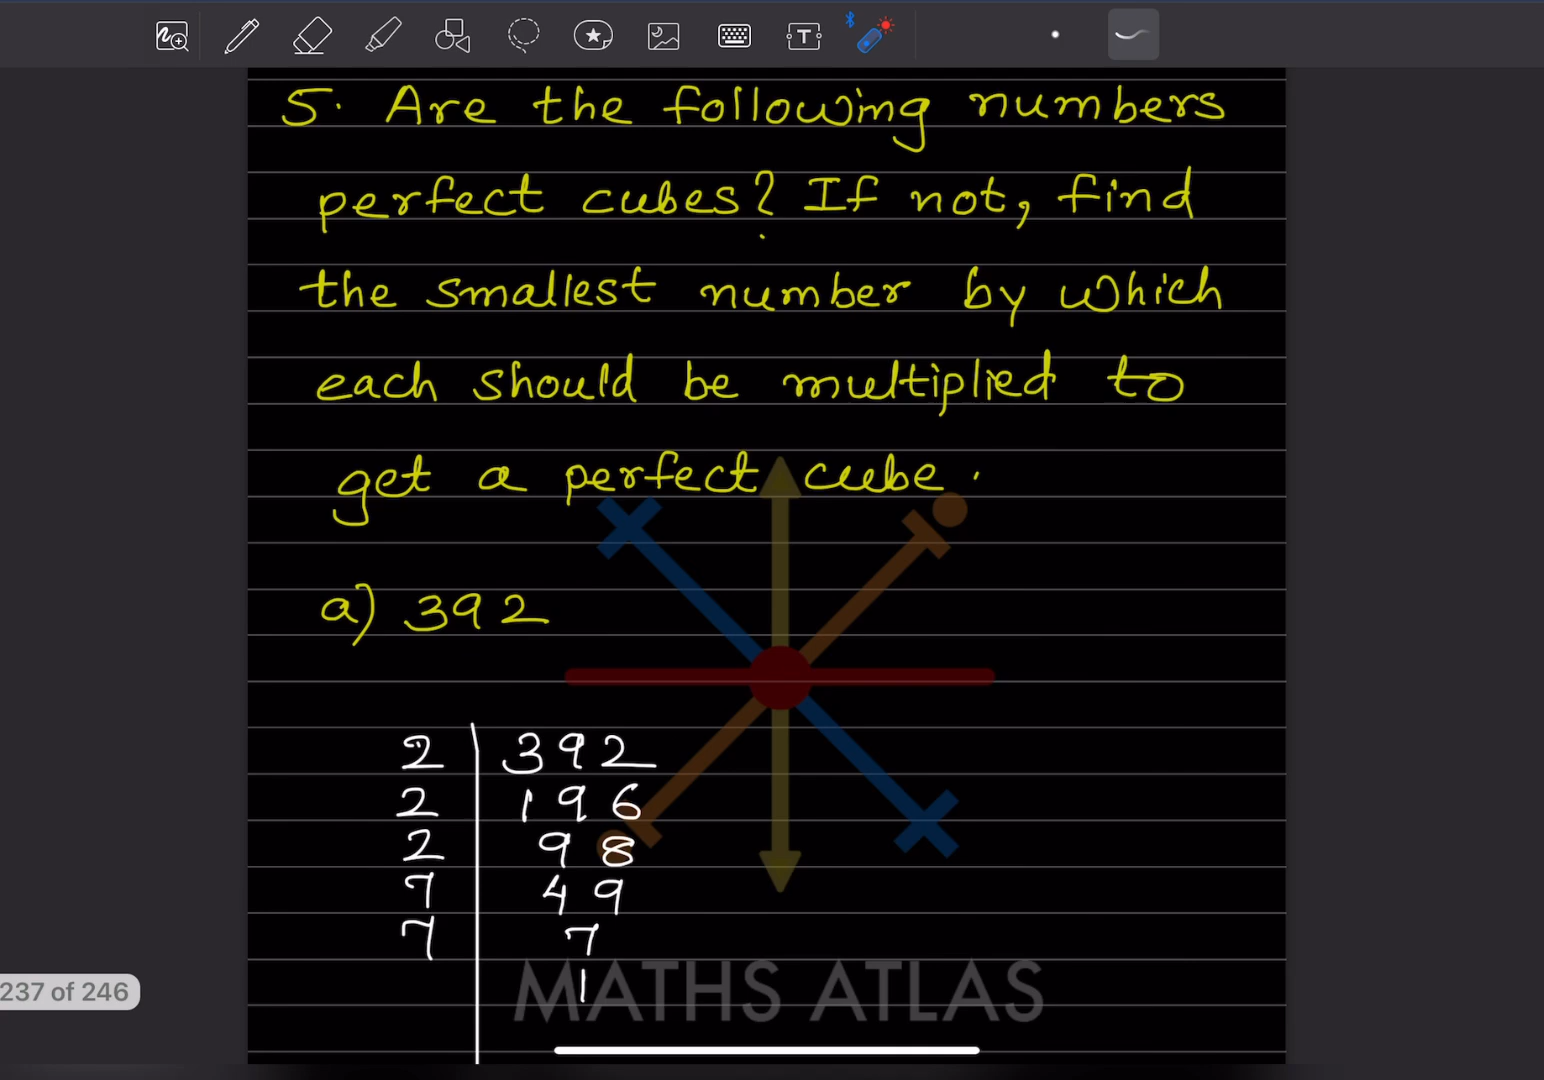 T
5. Are the following numbers
perfect cubes? If not, find
the smallest number by which
each should be multiplied to
get a perfect cube.
a) 392
2 | 392
2 | 196
2 | 98
7 | 49
7 | 7
1
237 of 246
MATHS ATLAS